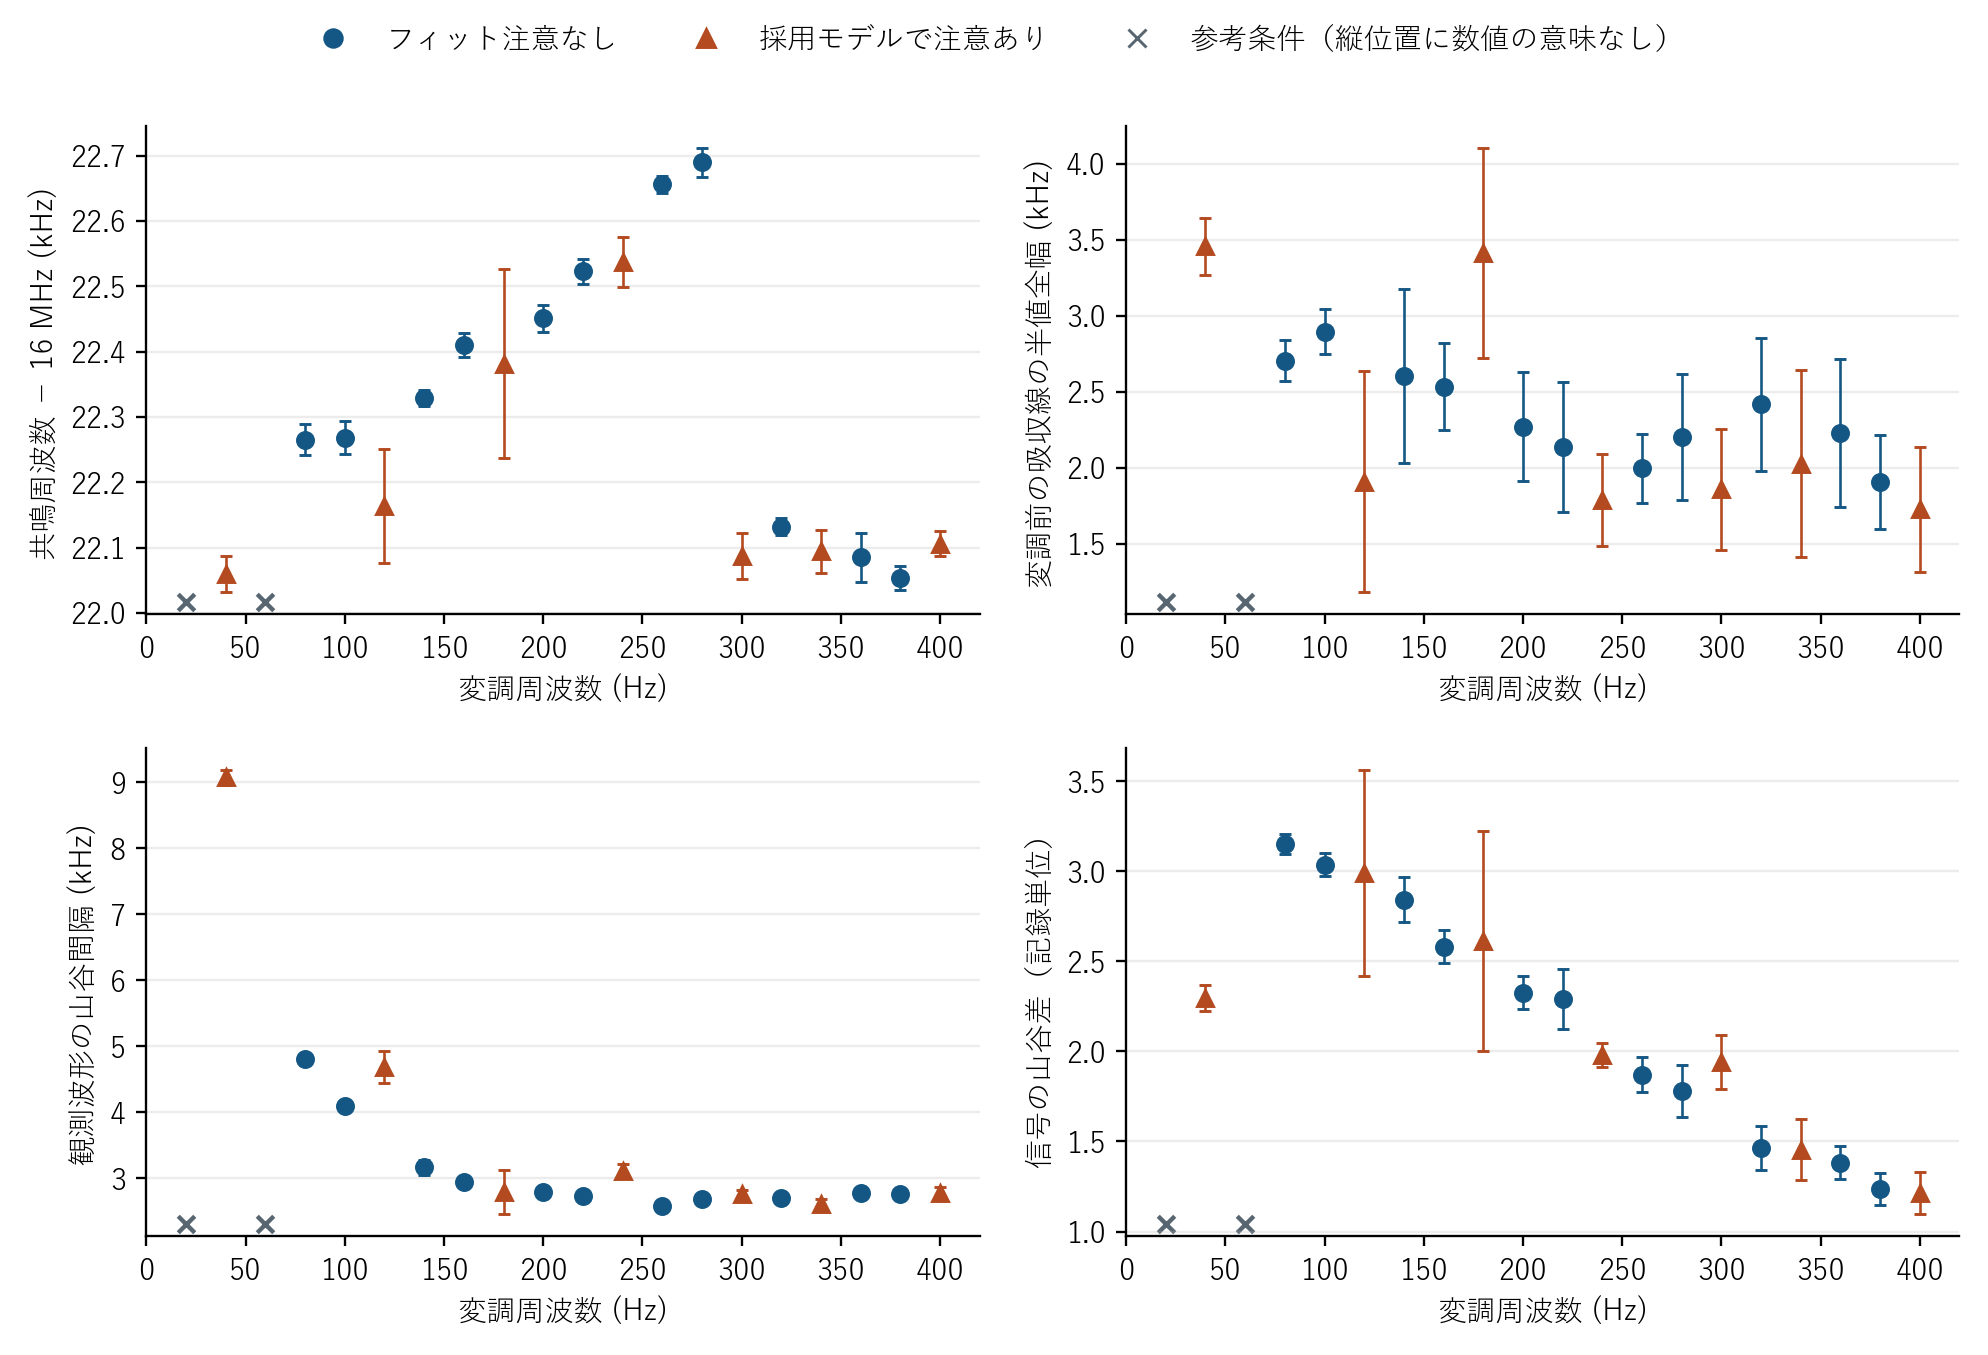 フィット注意なし
採用モデルで注意あり
参考条件（縦位置に数値の意味なし）
共鳴周波数 − 16 MHz (kHz)
22.7
22.6
22.5
22.4
22.3
22.2
22.1
22.0
0 50 100 150 200 250 300 350 400
変調周波数 (Hz)
変調前の吸収線の半値全幅 (kHz)
4.0
3.5
3.0
2.5
2.0
1.5
0 50 100 150 200 250 300 350 400
変調周波数 (Hz)
観測波形の山谷間隔 (kHz)
9
8
7
6
5
4
3
0 50 100 150 200 250 300 350 400
変調周波数 (Hz)
信号の山谷差（記録単位）
3.5
3.0
2.5
2.0
1.5
1.0
0 50 100 150 200 250 300 350 400
変調周波数 (Hz)